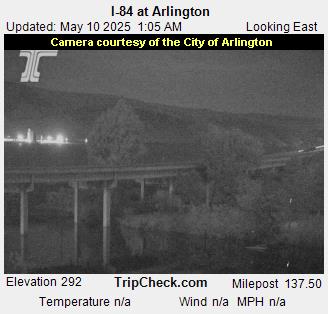 I-84 at Arlington
Updated: May 10 2025 1:05 AM Looking East
Camera courtesy of the City of Arlington
Elevation 292 TripCheck.com Milepost 137.50
Temperature n/a Wind n/a MPH n/a